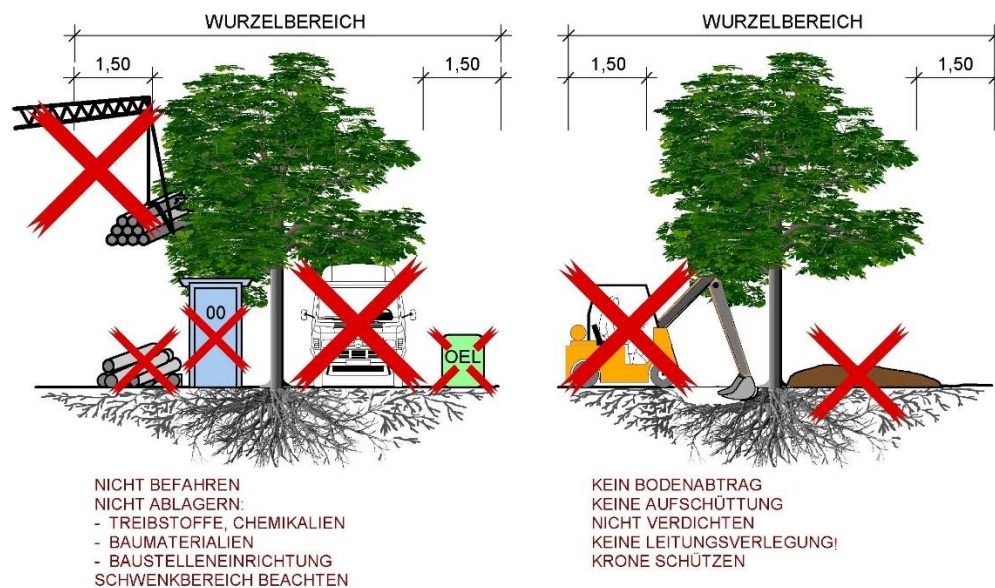 WURZELBEREICH
1,50
1,50
00
OEL
NICHT BEFAHREN
NICHT ABLAGERN:
- TREIBSTOFFE, CHEMIKALIEN
- BAUMATERIALIEN
- BAUSTELLENEINRICHTUNG
SCHWENKBEREICH BEACHTEN
WURZELBEREICH
1,50
1,50
KEIN BODENABTRAG
KEINE AUFSCHÜTTUNG
NICHT VERDICHTEN
KEINE LEITUNGSVERLEGUNG!
KRONE SCHÜTZEN